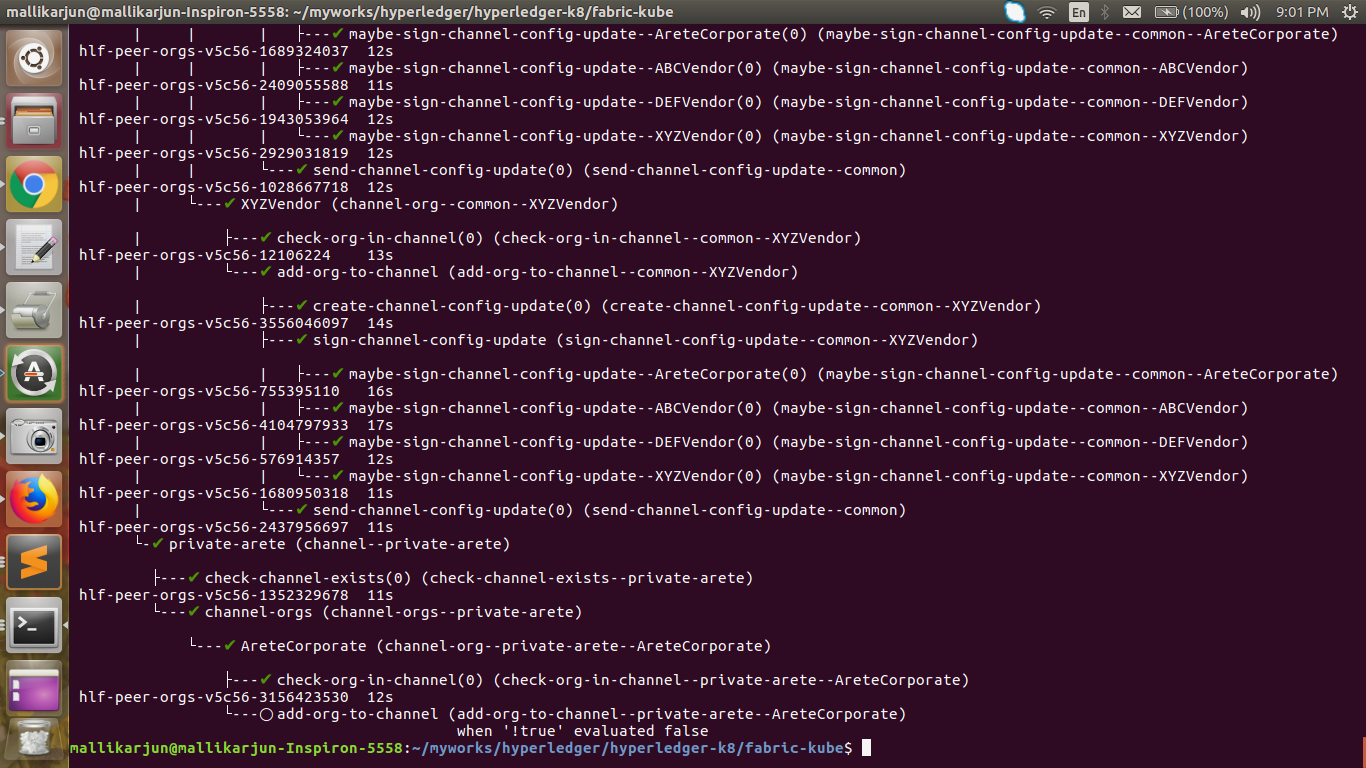 mallikarjun@mallikarjun-Inspiron-5558: ~/myworks/hyperledger/hyperledger-k8/fabric-kube
En
(100%)
9:01 PM
| | | ├---✔ maybe-sign-channel-config-update--AreteCorporate(0) (maybe-sign-channel-config-update--common--AreteCorporate)
hlf-peer-orgs-v5c56-1689324037 12s
| | | ├---✔ maybe-sign-channel-config-update--ABCVendor(0) (maybe-sign-channel-config-update--common--ABCVendor)
hlf-peer-orgs-v5c56-2409055588 11s
| | | ├---✔ maybe-sign-channel-config-update--DEFVendor(0) (maybe-sign-channel-config-update--common--DEFVendor)
hlf-peer-orgs-v5c56-1943053964 12s
| | | └---✔ maybe-sign-channel-config-update--XYZVendor(0) (maybe-sign-channel-config-update--common--XYZVendor)
hlf-peer-orgs-v5c56-2929031819 12s
| | └---✔ send-channel-config-update(0) (send-channel-config-update--common)
hlf-peer-orgs-v5c56-1028667718 12s
| └---✔ XYZVendor (channel-org--common--XYZVendor)
| ├---✔ check-org-in-channel(0) (check-org-in-channel--common--XYZVendor)
hlf-peer-orgs-v5c56-12106224 13s
| └---✔ add-org-to-channel (add-org-to-channel--common--XYZVendor)
| ├---✔ create-channel-config-update(0) (create-channel-config-update--common--XYZVendor)
hlf-peer-orgs-v5c56-3556046097 14s
| ├---✔ sign-channel-config-update (sign-channel-config-update--common--XYZVendor)
| | ├---✔ maybe-sign-channel-config-update--AreteCorporate(0) (maybe-sign-channel-config-update--common--AreteCorporate)
hlf-peer-orgs-v5c56-755395110 16s
| | ├---✔ maybe-sign-channel-config-update--ABCVendor(0) (maybe-sign-channel-config-update--common--ABCVendor)
hlf-peer-orgs-v5c56-4104797933 17s
| | ├---✔ maybe-sign-channel-config-update--DEFVendor(0) (maybe-sign-channel-config-update--common--DEFVendor)
hlf-peer-orgs-v5c56-576914357 12s
| | └---✔ maybe-sign-channel-config-update--XYZVendor(0) (maybe-sign-channel-config-update--common--XYZVendor)
hlf-peer-orgs-v5c56-1680950318 11s
| └---✔ send-channel-config-update(0) (send-channel-config-update--common)
hlf-peer-orgs-v5c56-2437956697 11s
└-✔ private-arete (channel--private-arete)
├---✔ check-channel-exists(0) (check-channel-exists--private-arete)
hlf-peer-orgs-v5c56-1352329678 11s
└---✔ channel-orgs (channel-orgs--private-arete)
└---✔ AreteCorporate (channel-org--private-arete--AreteCorporate)
├---✔ check-org-in-channel(0) (check-org-in-channel--private-arete--AreteCorporate)
hlf-peer-orgs-v5c56-3156423530 12s
└---○ add-org-to-channel (add-org-to-channel--private-arete--AreteCorporate)
when '!true' evaluated false
mallikarjun@mallikarjun-Inspiron-5558:~/myworks/hyperledger/hyperledger-k8/fabric-kube$